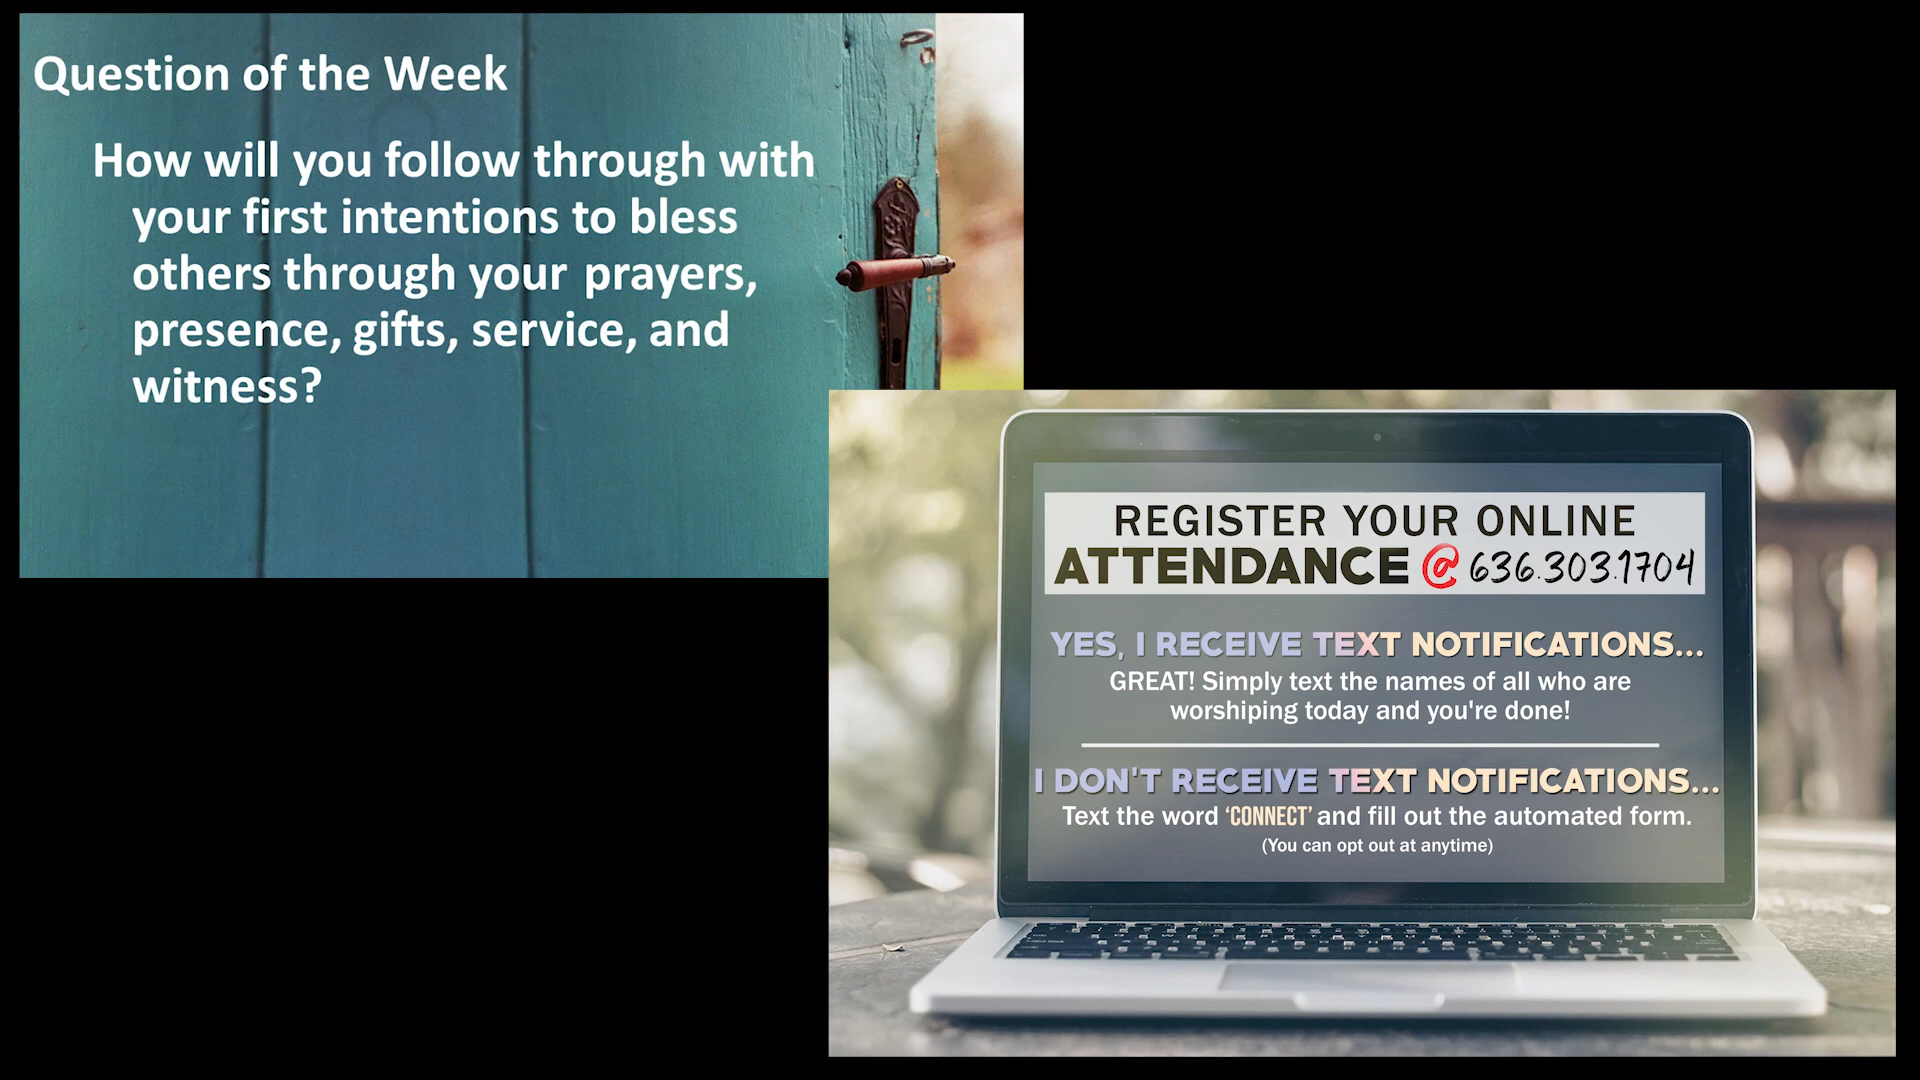 Question of the Week
How will you follow through with
your first intentions to bless
others through your prayers,
presence, gifts, service, and
witness?
REGISTER YOUR ONLINE
ATTENDANCE @ 636.303.1704
YES, I RECEIVE TEXT NOTIFICATIONS...
GREAT! Simply text the names of all who are
worshiping today and you're done!
I DON'T RECEIVE TEXT NOTIFICATIONS...
Text the word ‘CONNECT’ and fill out the automated form.
(You can opt out at anytime)